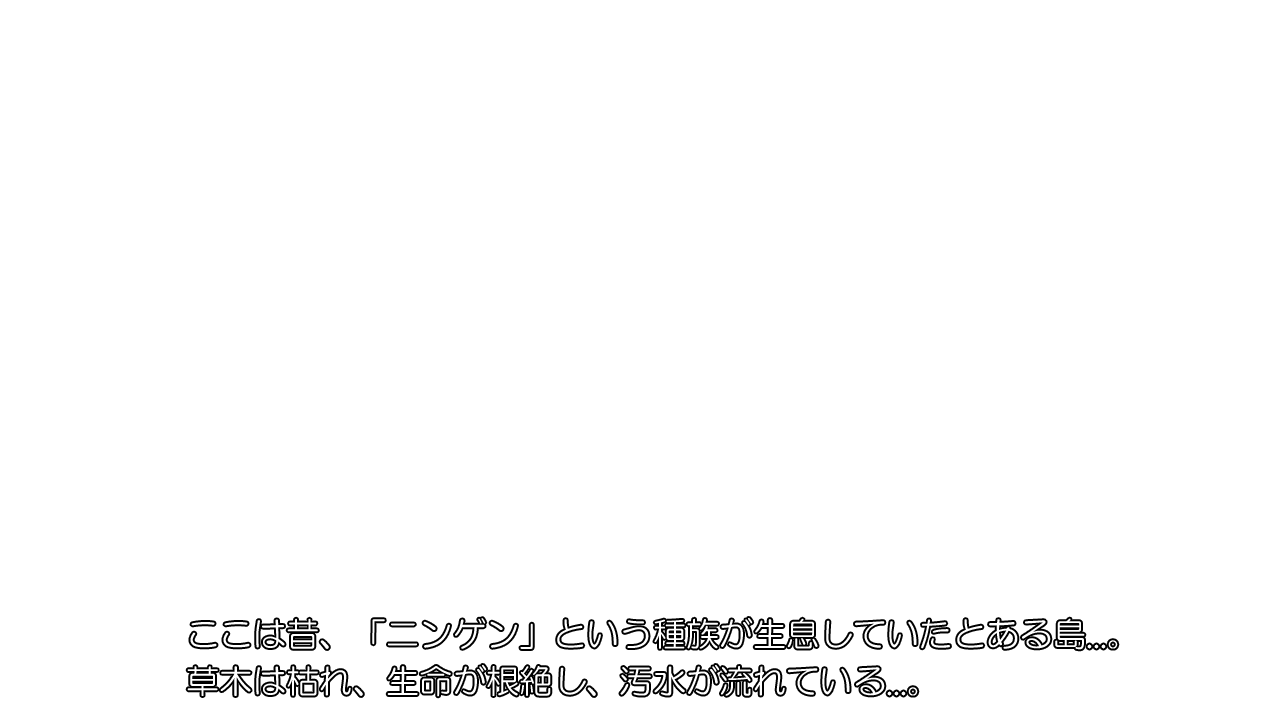 ここは昔、「ニンゲン」という種族が生息していたとある島...。
草木は枯れ、生命が根絶し、汚水が流れている...。